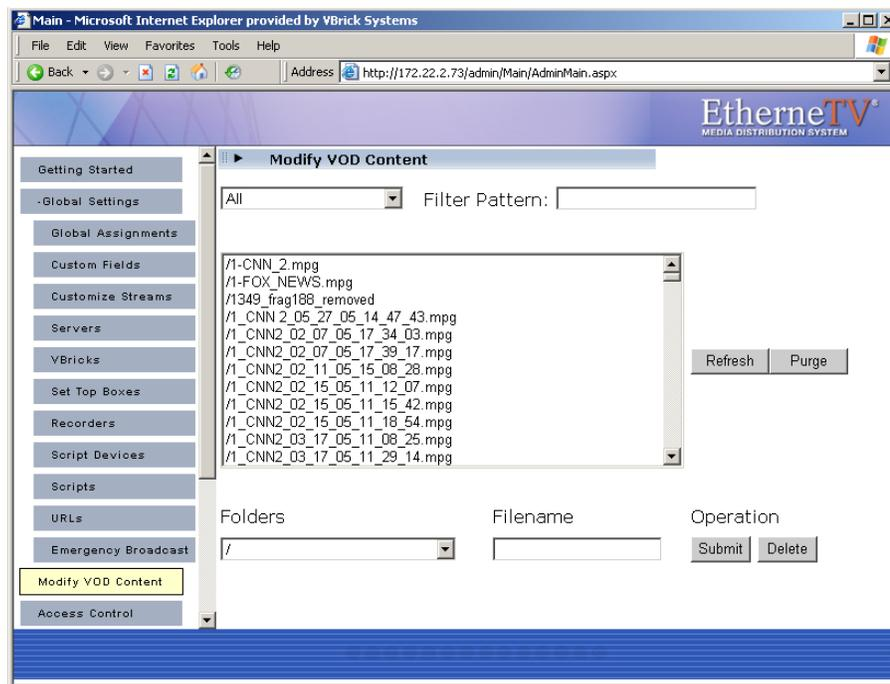 Main - Microsoft Internet Explorer provided by VBrick Systems
File Edit View Favorites Tools Help
Back Address http://172.22.2.73/admin/Main/AdminMain.aspx
EtherneTV®
MEDIA DISTRIBUTION SYSTEM
Getting Started
-Global Settings
Global Assignments
Custom Fields
Customize Streams
Servers
VBricks
Set Top Boxes
Recorders
Script Devices
Scripts
URLs
Emergency Broadcast
Modify VOD Content
Access Control
Modify VOD Content
All Filter Pattern:
/1-CNN_2.mpg
/1-FOX_NEWS.mpg
/1349_frag188_removed
/1_CNN 2_05_27_05_14_47_43.mpg
/1_CNN2_02_07_05_17_34_03.mpg
/1_CNN2_02_07_05_17_39_17.mpg
/1_CNN2_02_11_05_15_08_28.mpg
/1_CNN2_02_15_05_11_12_07.mpg
/1_CNN2_02_15_05_11_15_42.mpg
/1_CNN2_02_15_05_11_18_54.mpg
/1_CNN2_03_17_05_11_08_25.mpg
/1_CNN2_03_17_05_11_29_14.mpg
Refresh Purge
Folders Filename Operation
/ Submit Delete